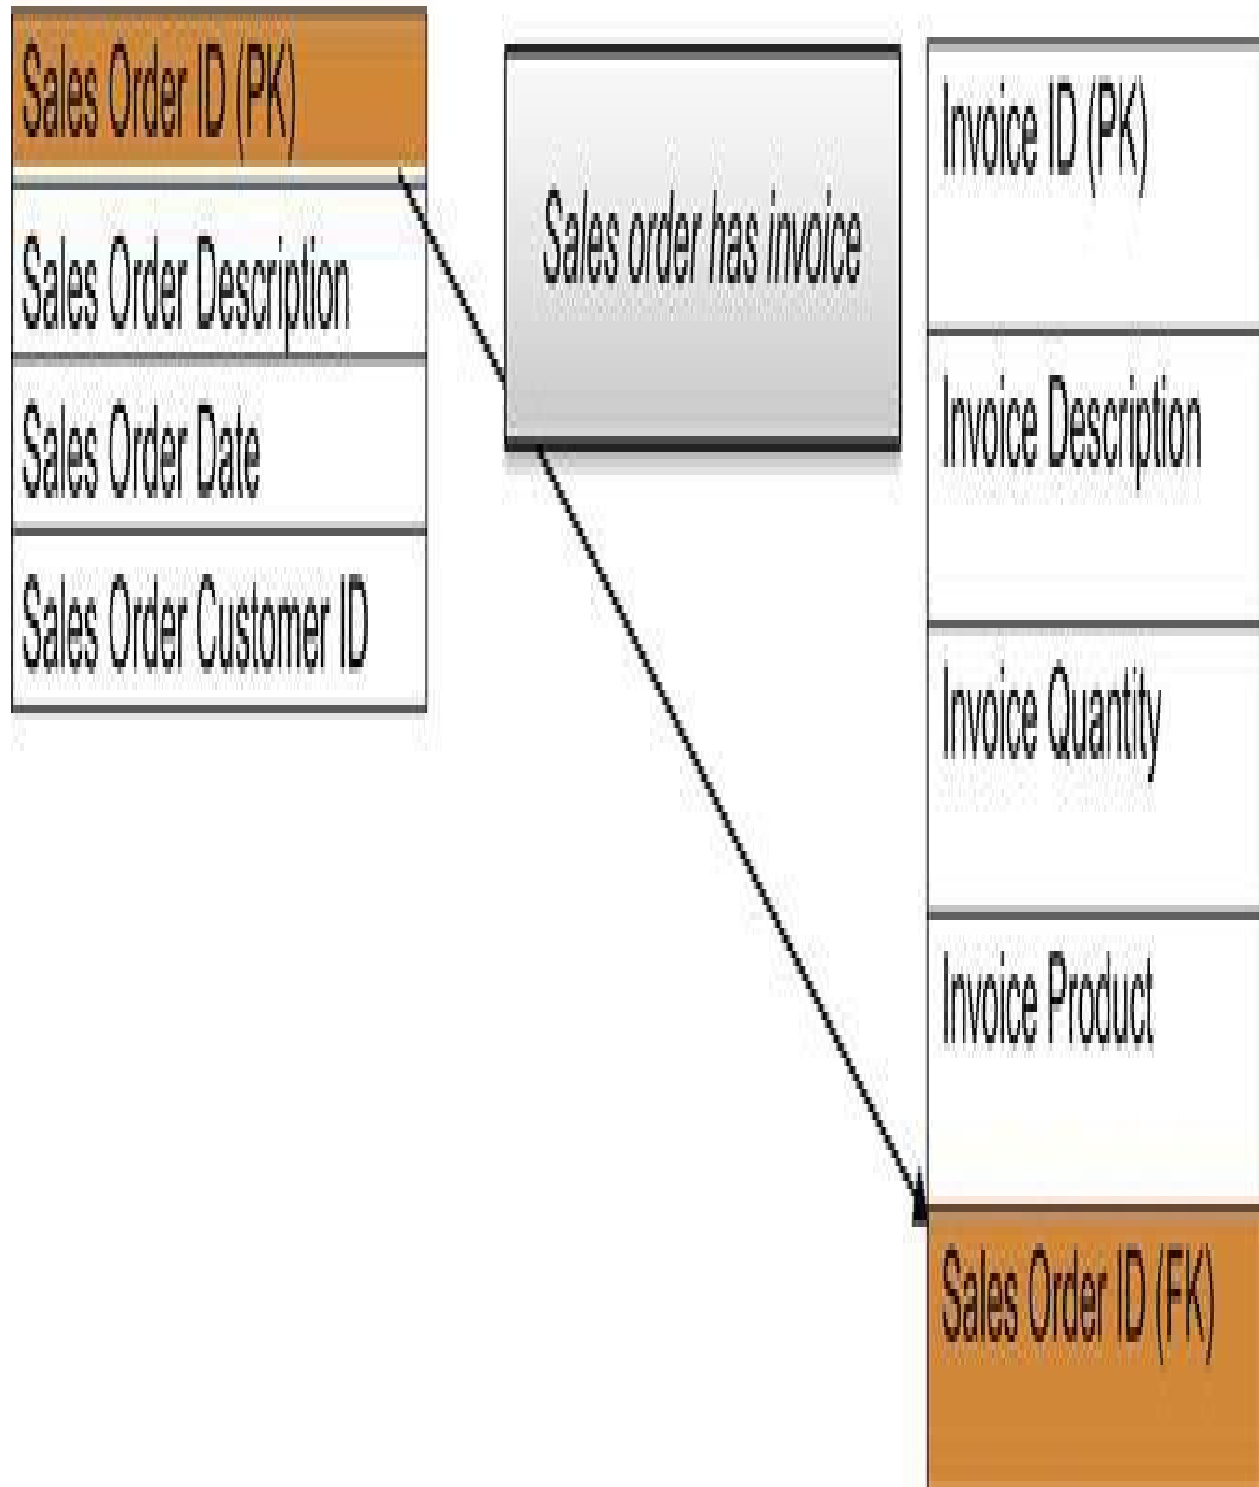 Sales Order ID (PK)
Sales Order Description
Sales Order Date
Sales Order Customer ID
Sales order has invoice
Invoice ID (PK)
Invoice Description
Invoice Quantity
Invoice Product
Sales Order ID (FK)